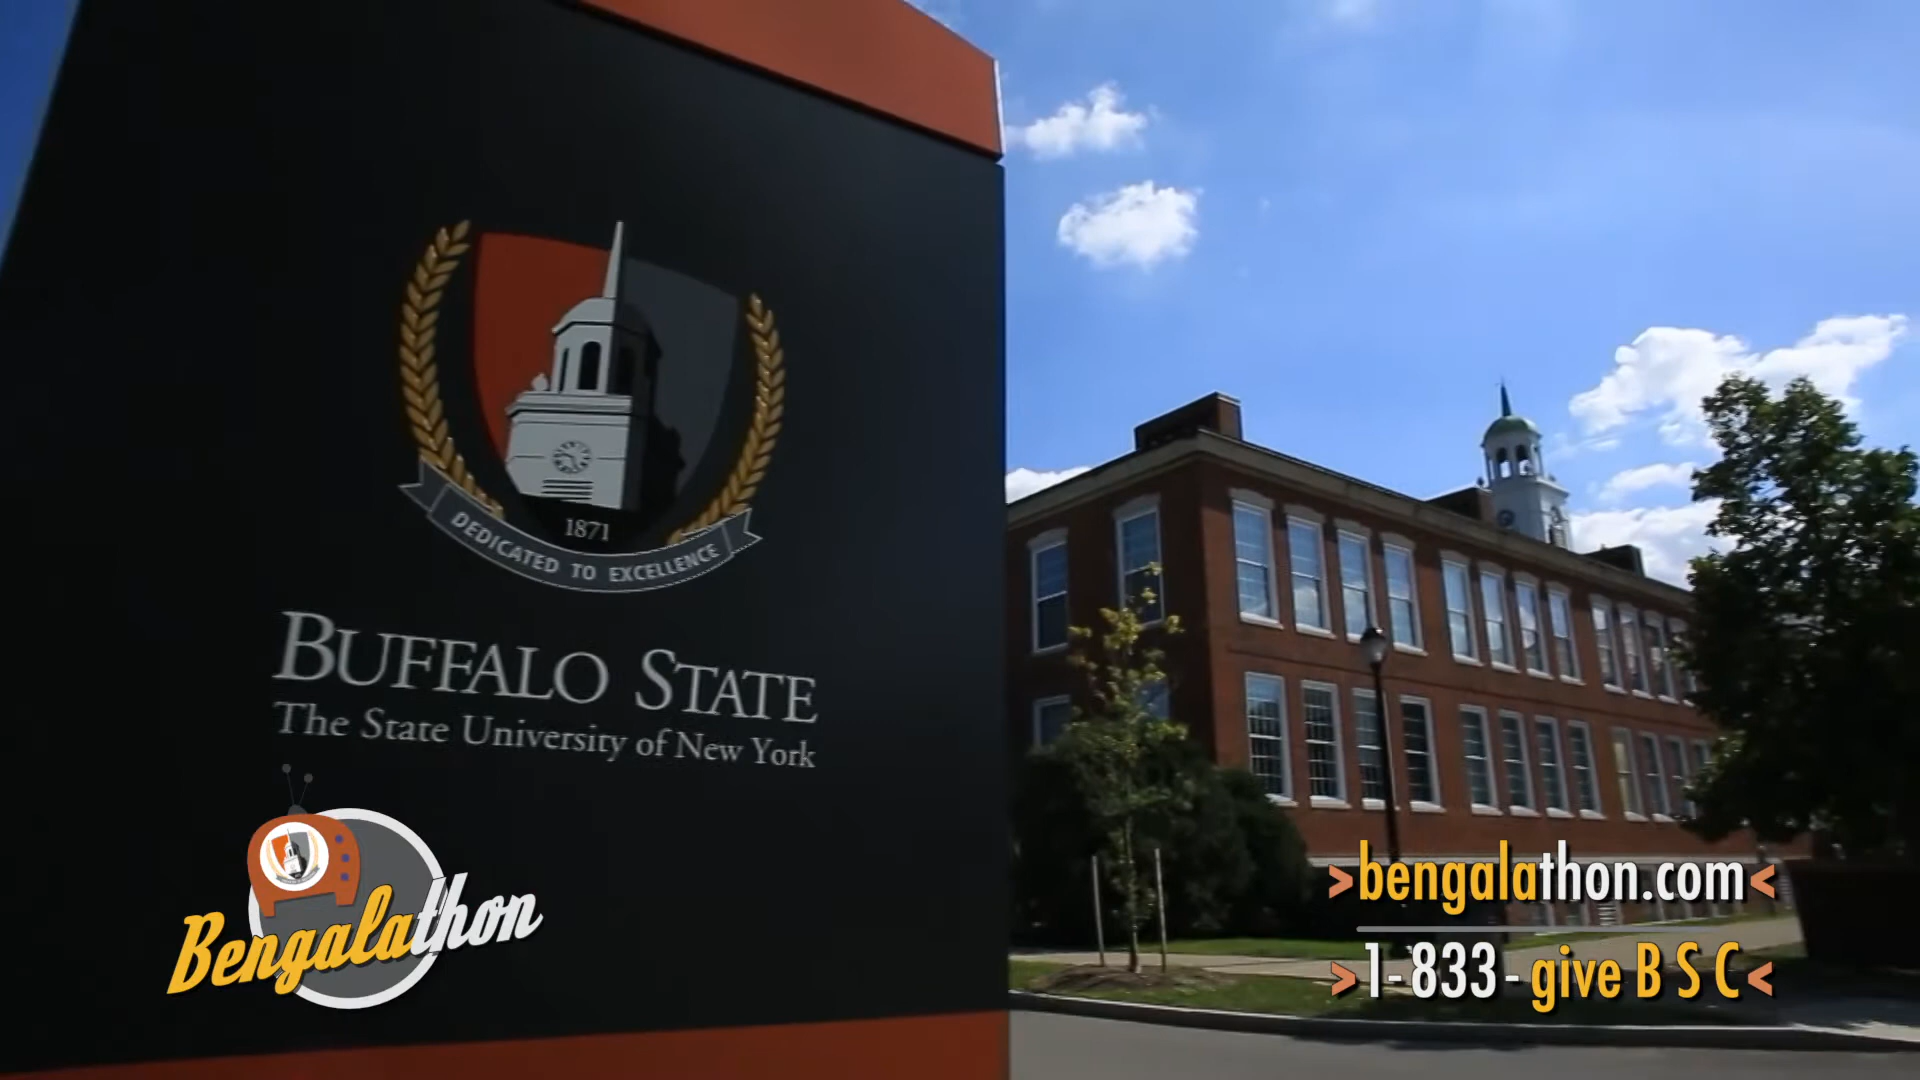 1871
DEDICATED TO EXCELLENCE
BUFFALO STATE
The State University of New York
Bengalathon
>bengalathon.com<
>1-833-give B S C<